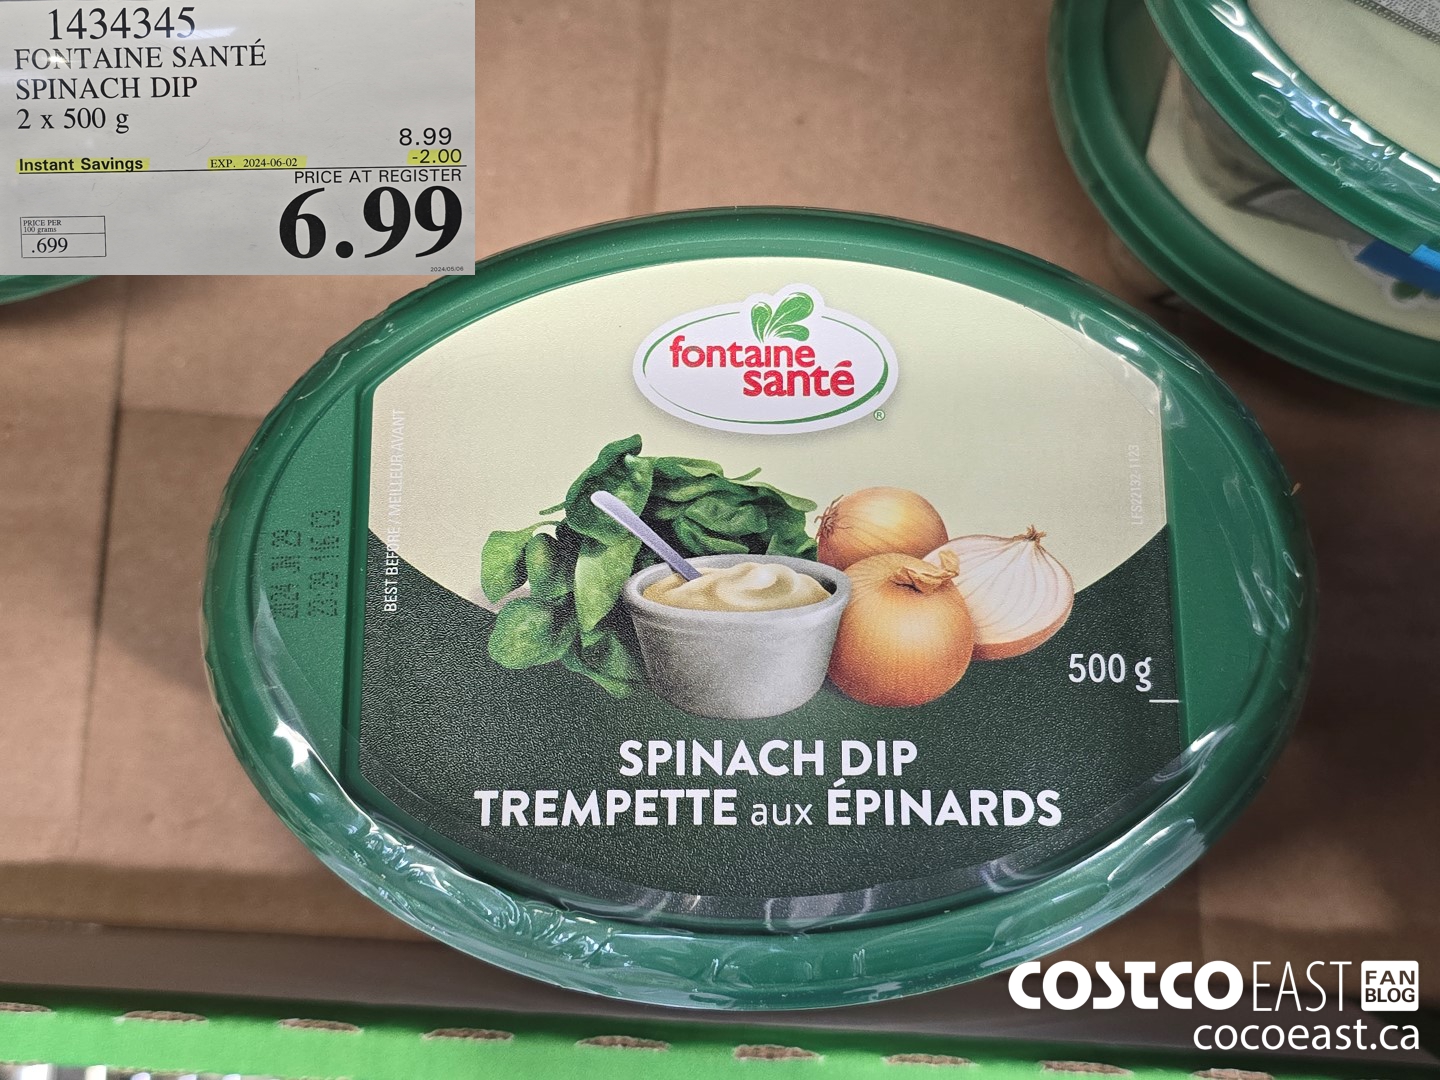 1434345
FONTAINE SANTÉ
SPINACH DIP
2 x 500 g
8.99
Instant Savings EXP. 2024-06-02 -2.00
PRICE AT REGISTER
6.99
PRICE PER
100 grams
.699
2024/05/06
fontaine
santé
®
BEST BEFORE / MEILLEUR AVANT
LFS22132-1123
500 g
SPINACH DIP
TREMPETTE aux ÉPINARDS
COSTCO EAST FAN BLOG
cocoeast.ca